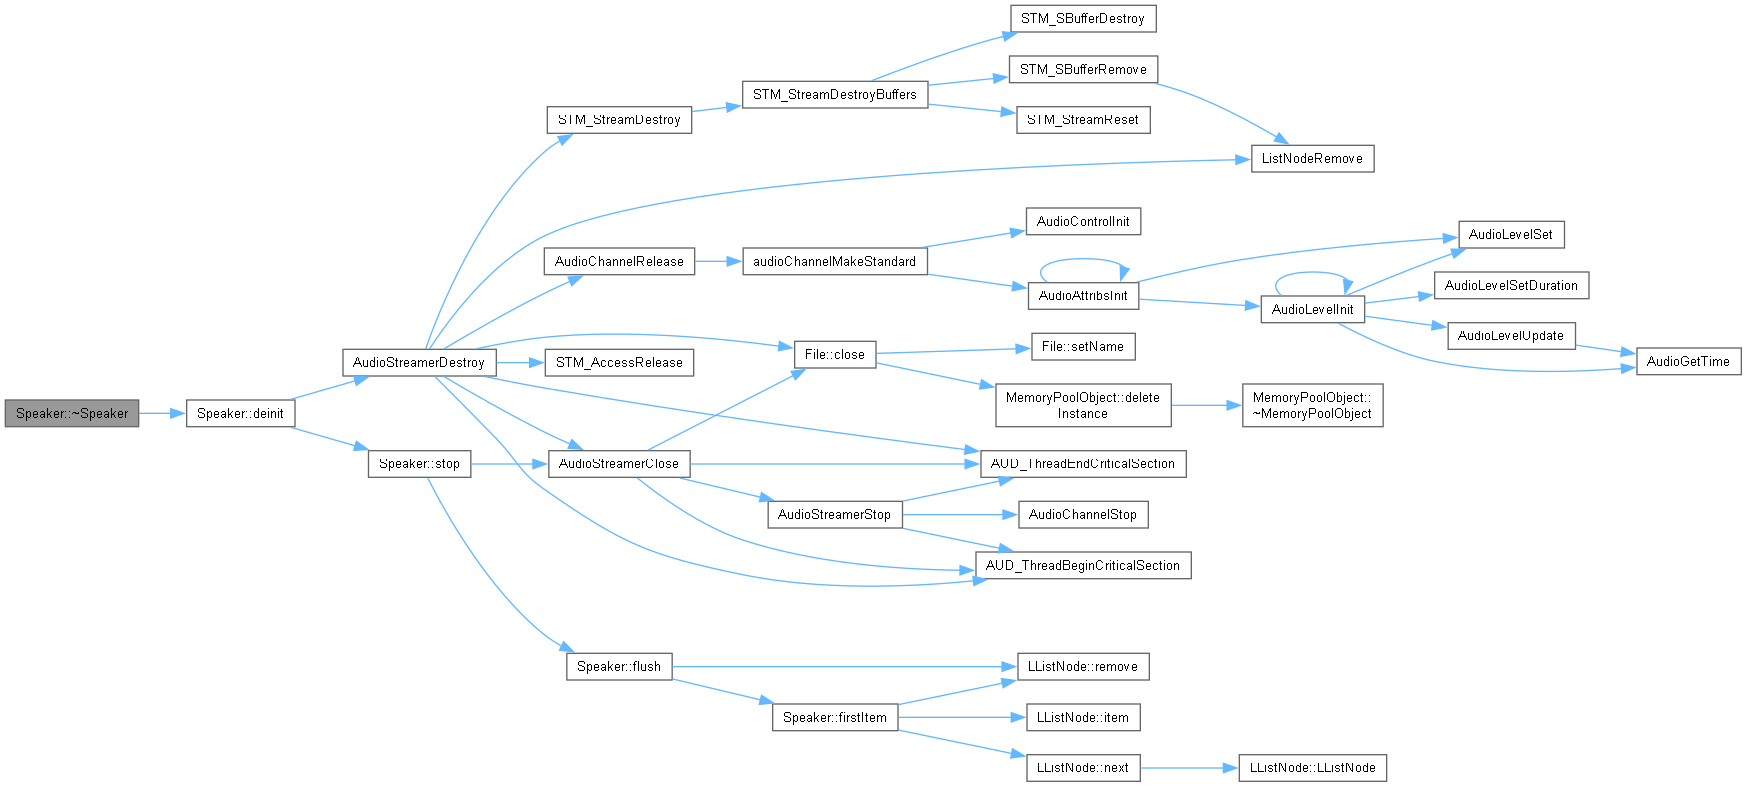 STM_SBufferDestroy
STM_SBufferRemove
STM_StreamDestroyBuffers
STM_StreamDestroy
STM_StreamReset
ListNodeRemove
AudioControlInit
AudioLevelSet
AudioChannelRelease
audioChannelMakeStandard
AudioAttribsInit
AudioLevelSetDuration
AudioLevelInit
AudioLevelUpdate
File::setName
File::close
AudioStreamerDestroy
STM_AccessRelease
AudioGetTime
MemoryPoolObject::delete
Instance
MemoryPoolObject::
~MemoryPoolObject
Speaker::~Speaker
Speaker::deinit
Speaker::stop
AudioStreamerClose
AUD_ThreadEndCriticalSection
AudioStreamerStop
AudioChannelStop
AUD_ThreadBeginCriticalSection
Speaker::flush
LListNode::remove
Speaker::firstItem
LListNode::item
LListNode::next
LListNode::LListNode